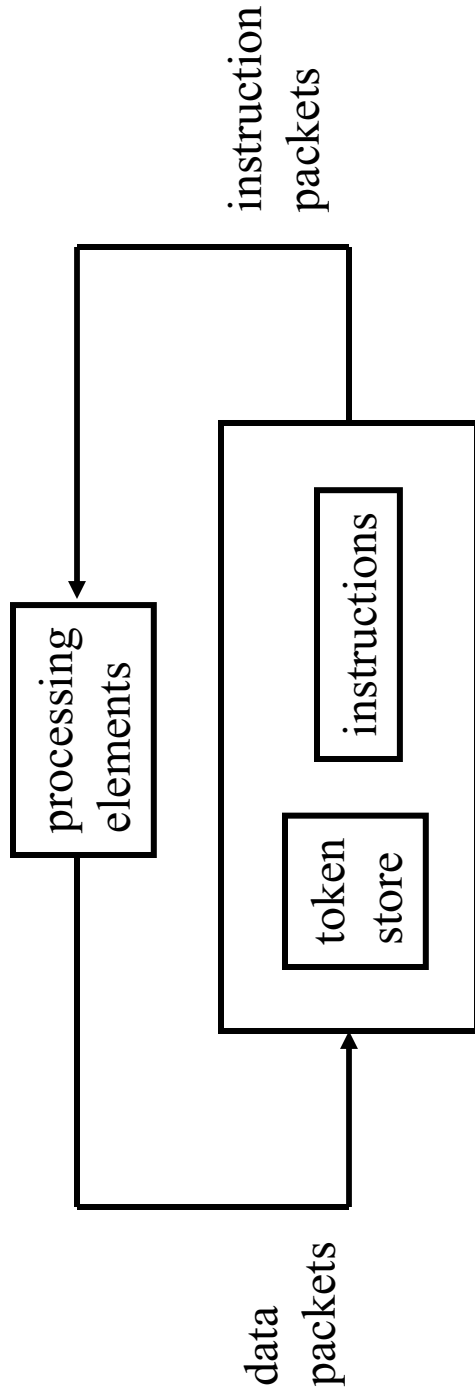 processing
elements
data
packets
token
store
instructions
instruction
packets